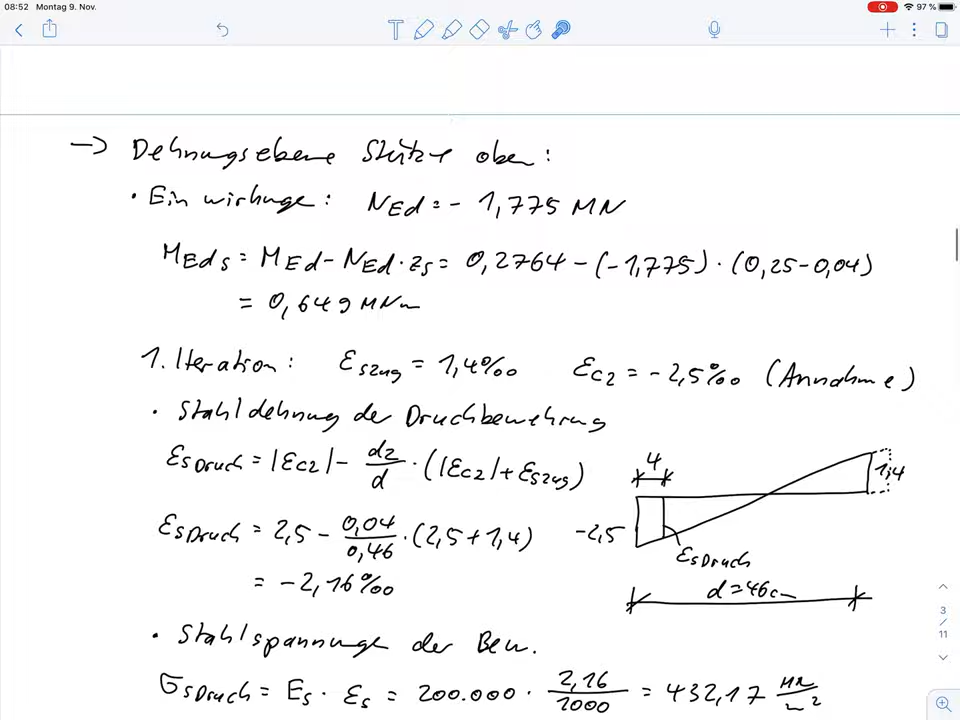 08:52 Montag 9. Nov. 97 %
→ Dehnungsebene Stütze oben:
• Einwirkunge: NEd = - 1,775 MN
MEds = MEd - NEd · zs = 0,2764 - (-1,775) · (0,25 - 0,04)
= 0,649 MNm
1. Iteration: εszug = 1,4‰ εc2 = -2,5‰ (Annahme)
• Stahldehnung der Druckbewehrung
εsDruck = |εc2| - d2/d · (|εc2| + εszug)
4
1,4
-2,5
εsDruck = 2,5 - 0,04/0,46 · (2,5 + 1,4)
εsDruck
= -2,16‰
d = 46cm
• Stahlspannunge der Bew.
σsDruck = Es · εs = 200.000 · 2,16/1000 = 432,17 MN/m²
3
/
11